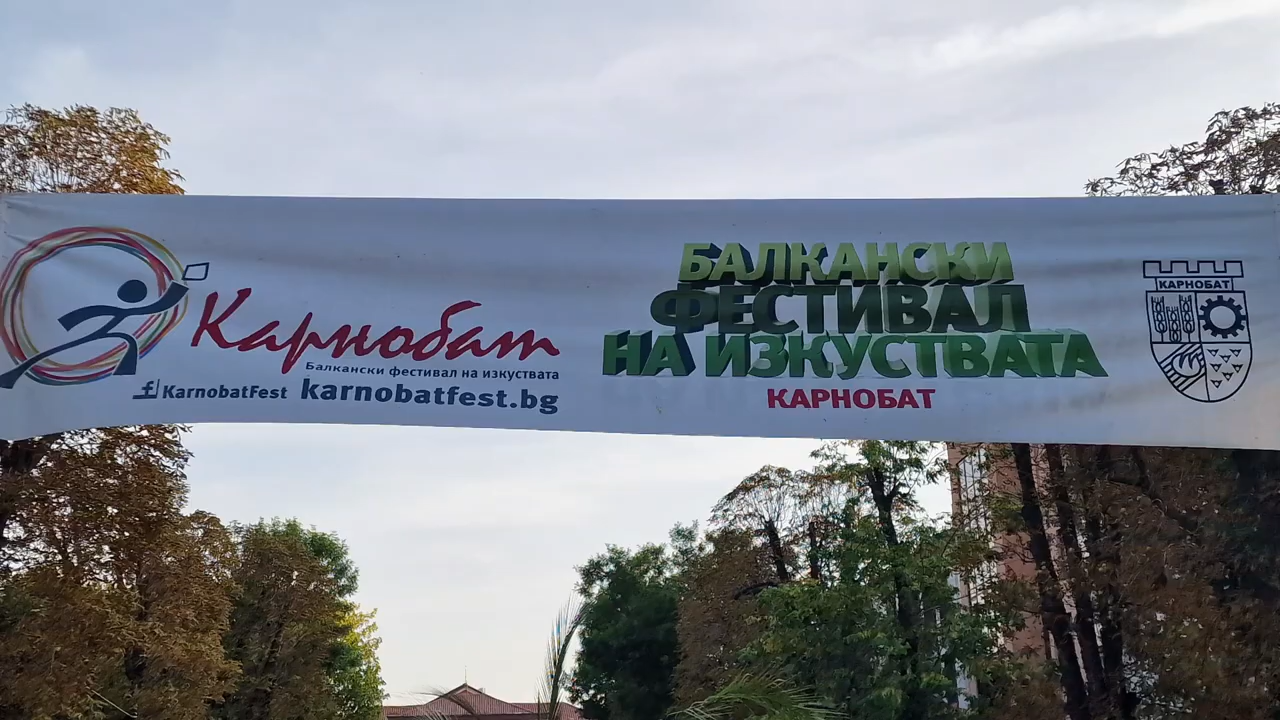 Карнобат
Балкански фестивал на изкуствата
f KarnobatFest karnobatfest.bg
БАЛКАНСКИ
ФЕСТИВАЛ
НА ИЗКУСТВАТА
КАРНОБАТ
КАРНОБАТ